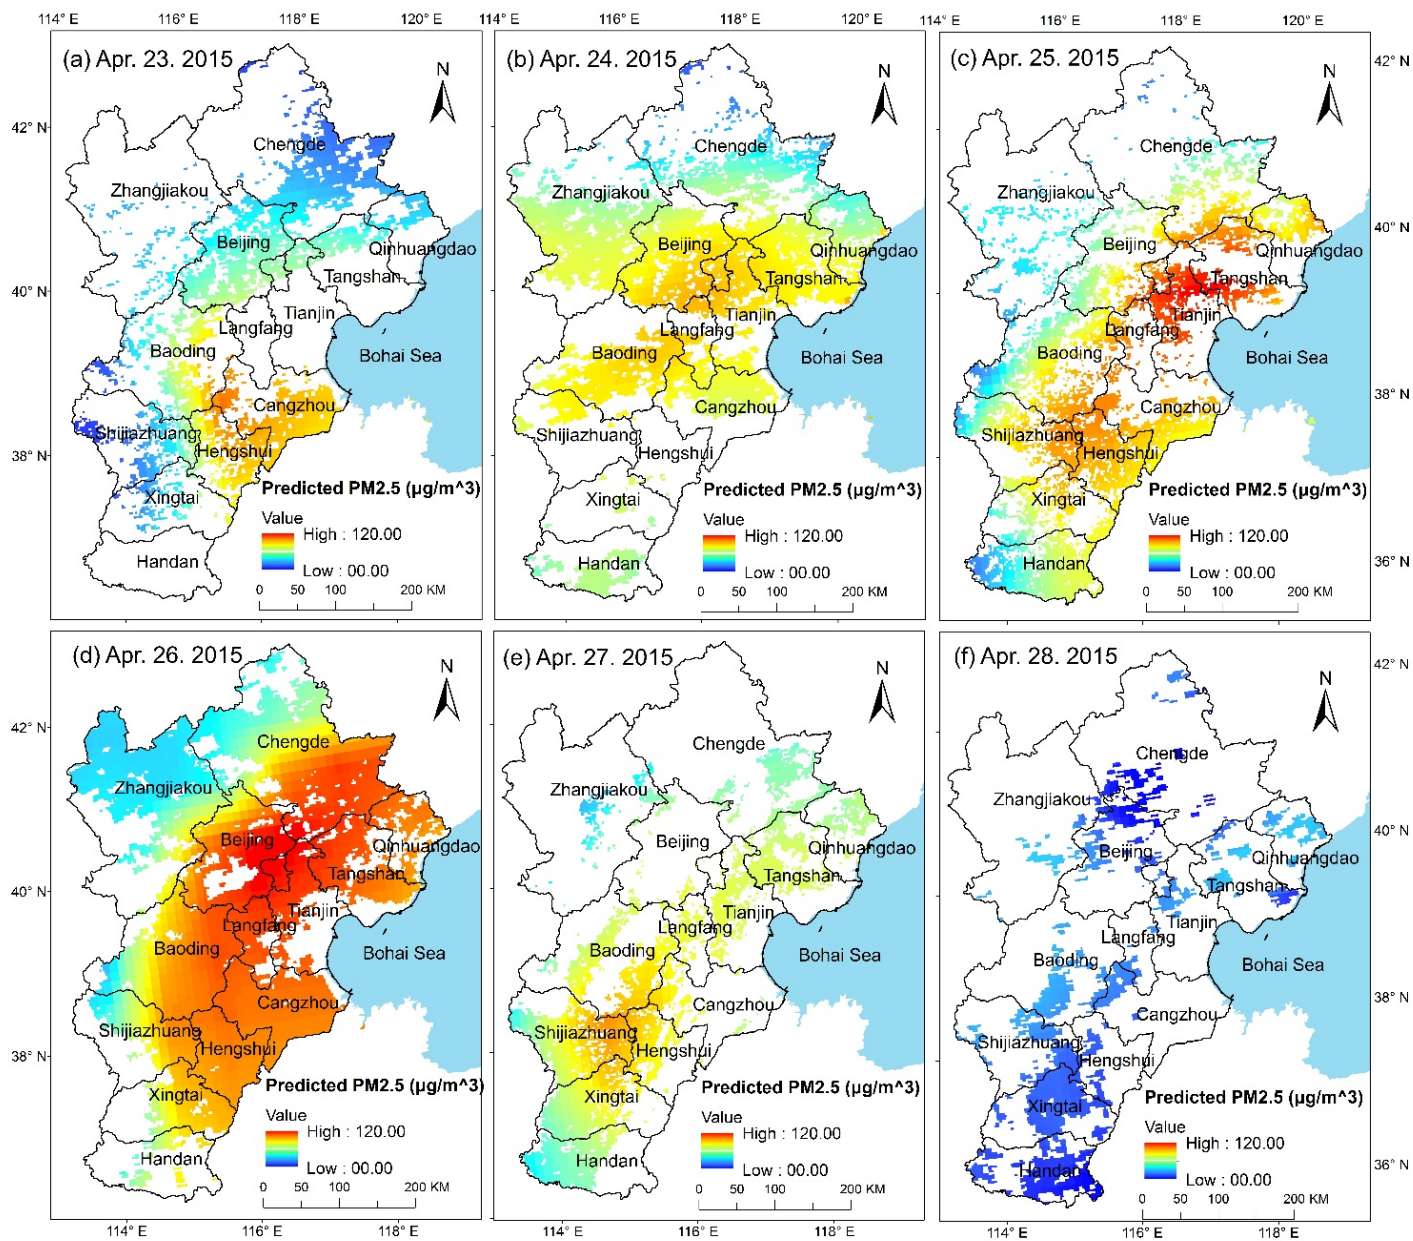 114° E 116° E 118° E 120° E 114° E 116° E 118° E 120° E 114° E 116° E 118° E 120° E
(a) Apr. 23. 2015
N
42° N
Chengde
Zhangjiakou
Beijing
Qinhuangdao
Tangshan
40° N
Tianjin
Langfang
Baoding
Bohai Sea
Cangzhou
Shijiazhuang
Hengshui
38° N
Xingtai
Handan
Predicted PM2.5 (µg/m^3)
Value
High : 120.00
Low : 00.00
0 50 100 200 KM
(b) Apr. 24. 2015
N
Chengde
Zhangjiakou
Beijing
Qinhuangdao
Tangshan
Tianjin
Langfang
Baoding
Bohai Sea
Cangzhou
Shijiazhuang
Hengshui
Xingtai
Handan
Predicted PM2.5 (µg/m^3)
Value
High : 120.00
Low : 00.00
0 50 100 200 KM
(c) Apr. 25. 2015
42° N
N
Chengde
Zhangjiakou
40° N
Beijing
Qinhuangdao
Tangshan
Tianjin
Langfang
Baoding
Bohai Sea
38° N
Cangzhou
Shijiazhuang
Hengshui
Xingtai
Handan
Predicted PM2.5 (µg/m^3)
Value
High : 120.00
Low : 00.00
36° N
0 50 100 200 KM
(d) Apr. 26. 2015
N
42° N
Chengde
Zhangjiakou
Beijing
Qinhuangdao
Tangshan
40° N
Tianjin
Langfang
Baoding
Bohai Sea
Cangzhou
Shijiazhuang
Hengshui
38° N
Xingtai
Handan
Predicted PM2.5 (µg/m^3)
Value
High : 120.00
Low : 00.00
0 50 100 200 KM
(e) Apr. 27. 2015
N
Chengde
Zhangjiakou
Beijing
Qinhuangdao
Tangshan
Tianjin
Langfang
Baoding
Bohai Sea
Cangzhou
Shijiazhuang
Hengshui
Xingtai
Handan
Predicted PM2.5 (µg/m^3)
Value
High : 120.00
Low : 00.00
0 50 100 200 KM
(f) Apr. 28. 2015
42° N
N
Chengde
Zhangjiakou
40° N
Beijing
Qinhuangdao
Tangshan
Tianjin
Langfang
Baoding
Bohai Sea
38° N
Cangzhou
Shijiazhuang
Hengshui
Xingtai
Handan
Predicted PM2.5 (µg/m^3)
Value
High : 120.00
Low : 00.00
36° N
0 50 100 200 KM
114° E 116° E 118° E 114° E 116° E 118° E 114° E 116° E 118° E